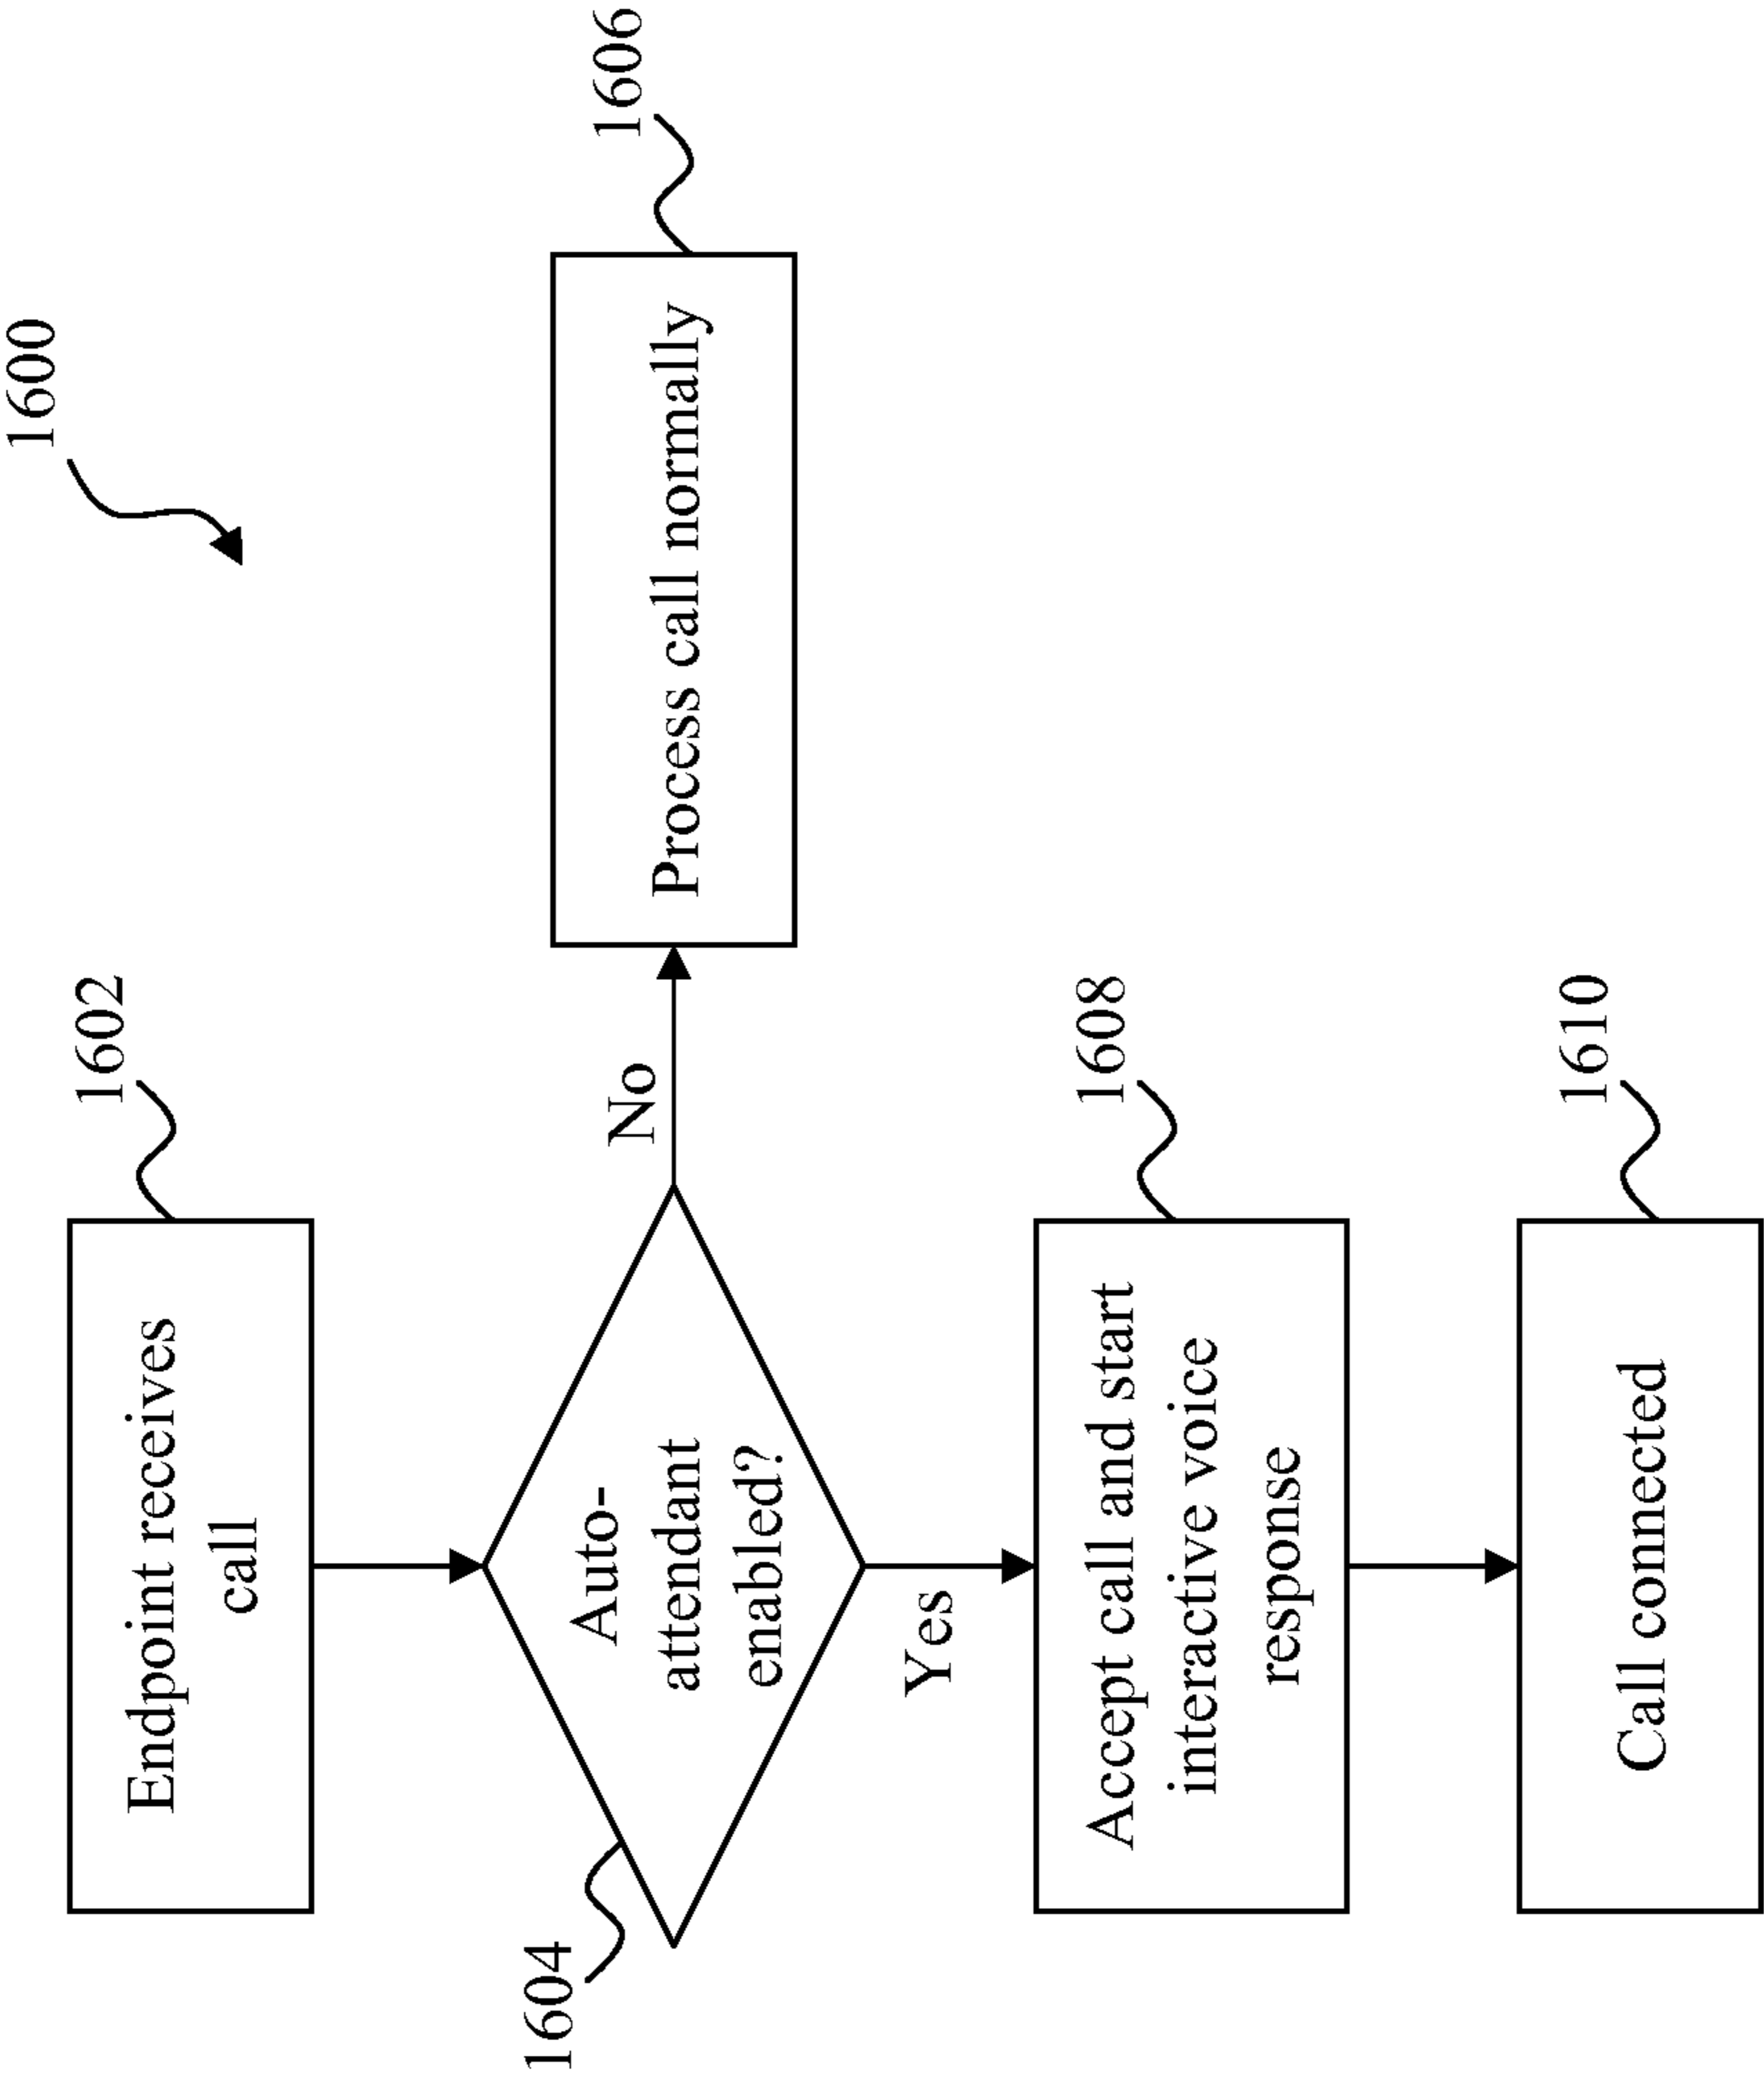 1600
Endpoint receives
call
1602
Auto-
attendant
enabled?
1604
No
Process call normally
1606
Yes
Accept call and start
interactive voice
response
1608
Call connected
1610